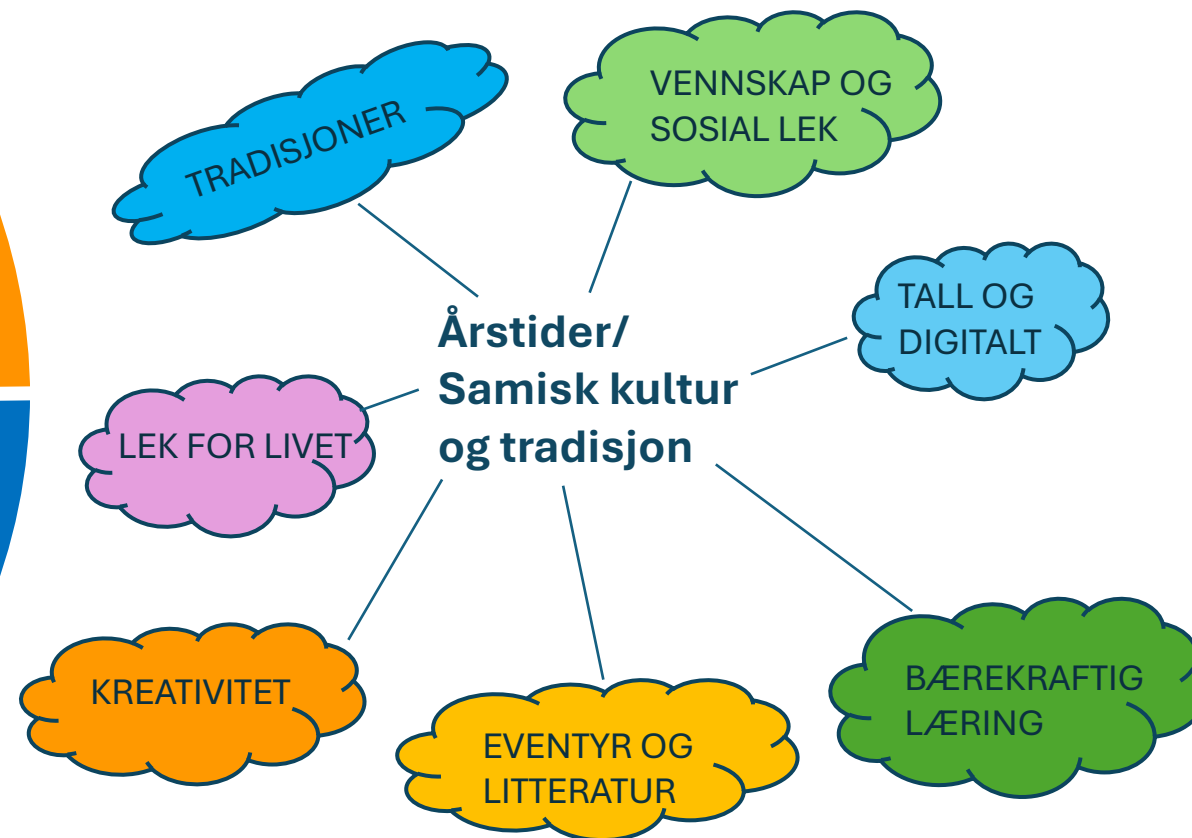 TRADISJONER
VENNSKAP OG
SOSIAL LEK
TALL OG
DIGITALT
Årstider/
Samisk kultur
og tradisjon
LEK FOR LIVET
KREATIVITET
EVENTYR OG
LITTERATUR
BÆREKRAFTIG
LÆRING